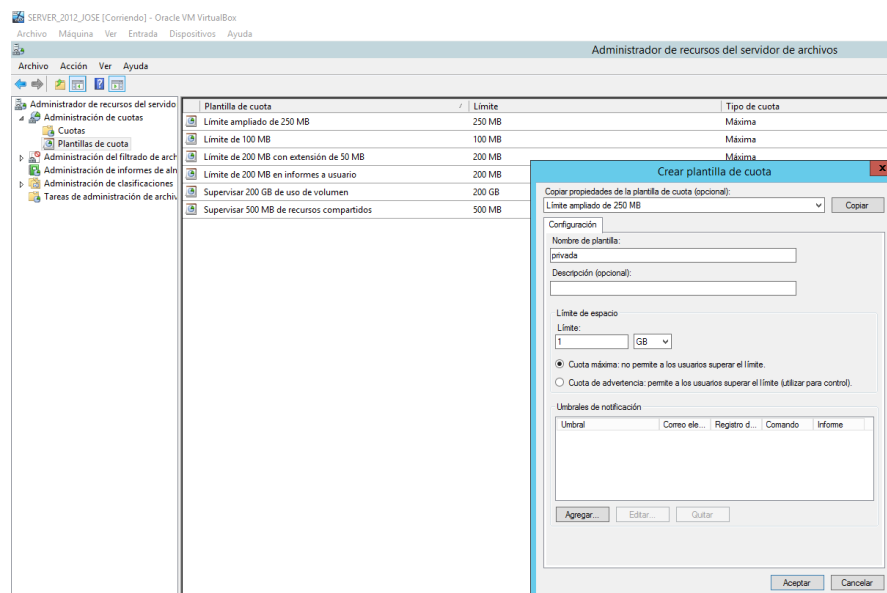 SERVER_2012_JOSE [Corriendo] - Oracle VM VirtualBox
Archivo Máquina Ver Entrada Dispositivos Ayuda
Administrador de recursos del servidor de archivos
Archivo Acción Ver Ayuda
Administrador de recursos del servido
Administración de cuotas
Cuotas
Plantillas de cuota
Administración del filtrado de arch
Administración de informes de aln
Administración de clasificaciones
Tareas de administración de archiv
Plantilla de cuota Límite Tipo de cuota
Límite ampliado de 250 MB 250 MB Máxima
Límite de 100 MB 100 MB Máxima
Límite de 200 MB con extensión de 50 MB 200 MB Máxima
Límite de 200 MB en informes a usuario 200 MB
Supervisar 200 GB de uso de volumen 200 GB
Supervisar 500 MB de recursos compartidos 500 MB
Crear plantilla de cuota
Copiar propiedades de la plantilla de cuota (opcional):
Límite ampliado de 250 MB Copiar
Configuración
Nombre de plantilla:
privada
Descripción (opcional):
Límite de espacio
Límite:
1 GB
Cuota máxima: no permite a los usuarios superar el límite.
Cuota de advertencia: permite a los usuarios superar el límite (utilizar para control).
Umbrales de notificación
Umbral Correo ele... Registro d... Comando Informe
Agregar... Editar... Quitar
Aceptar Cancelar